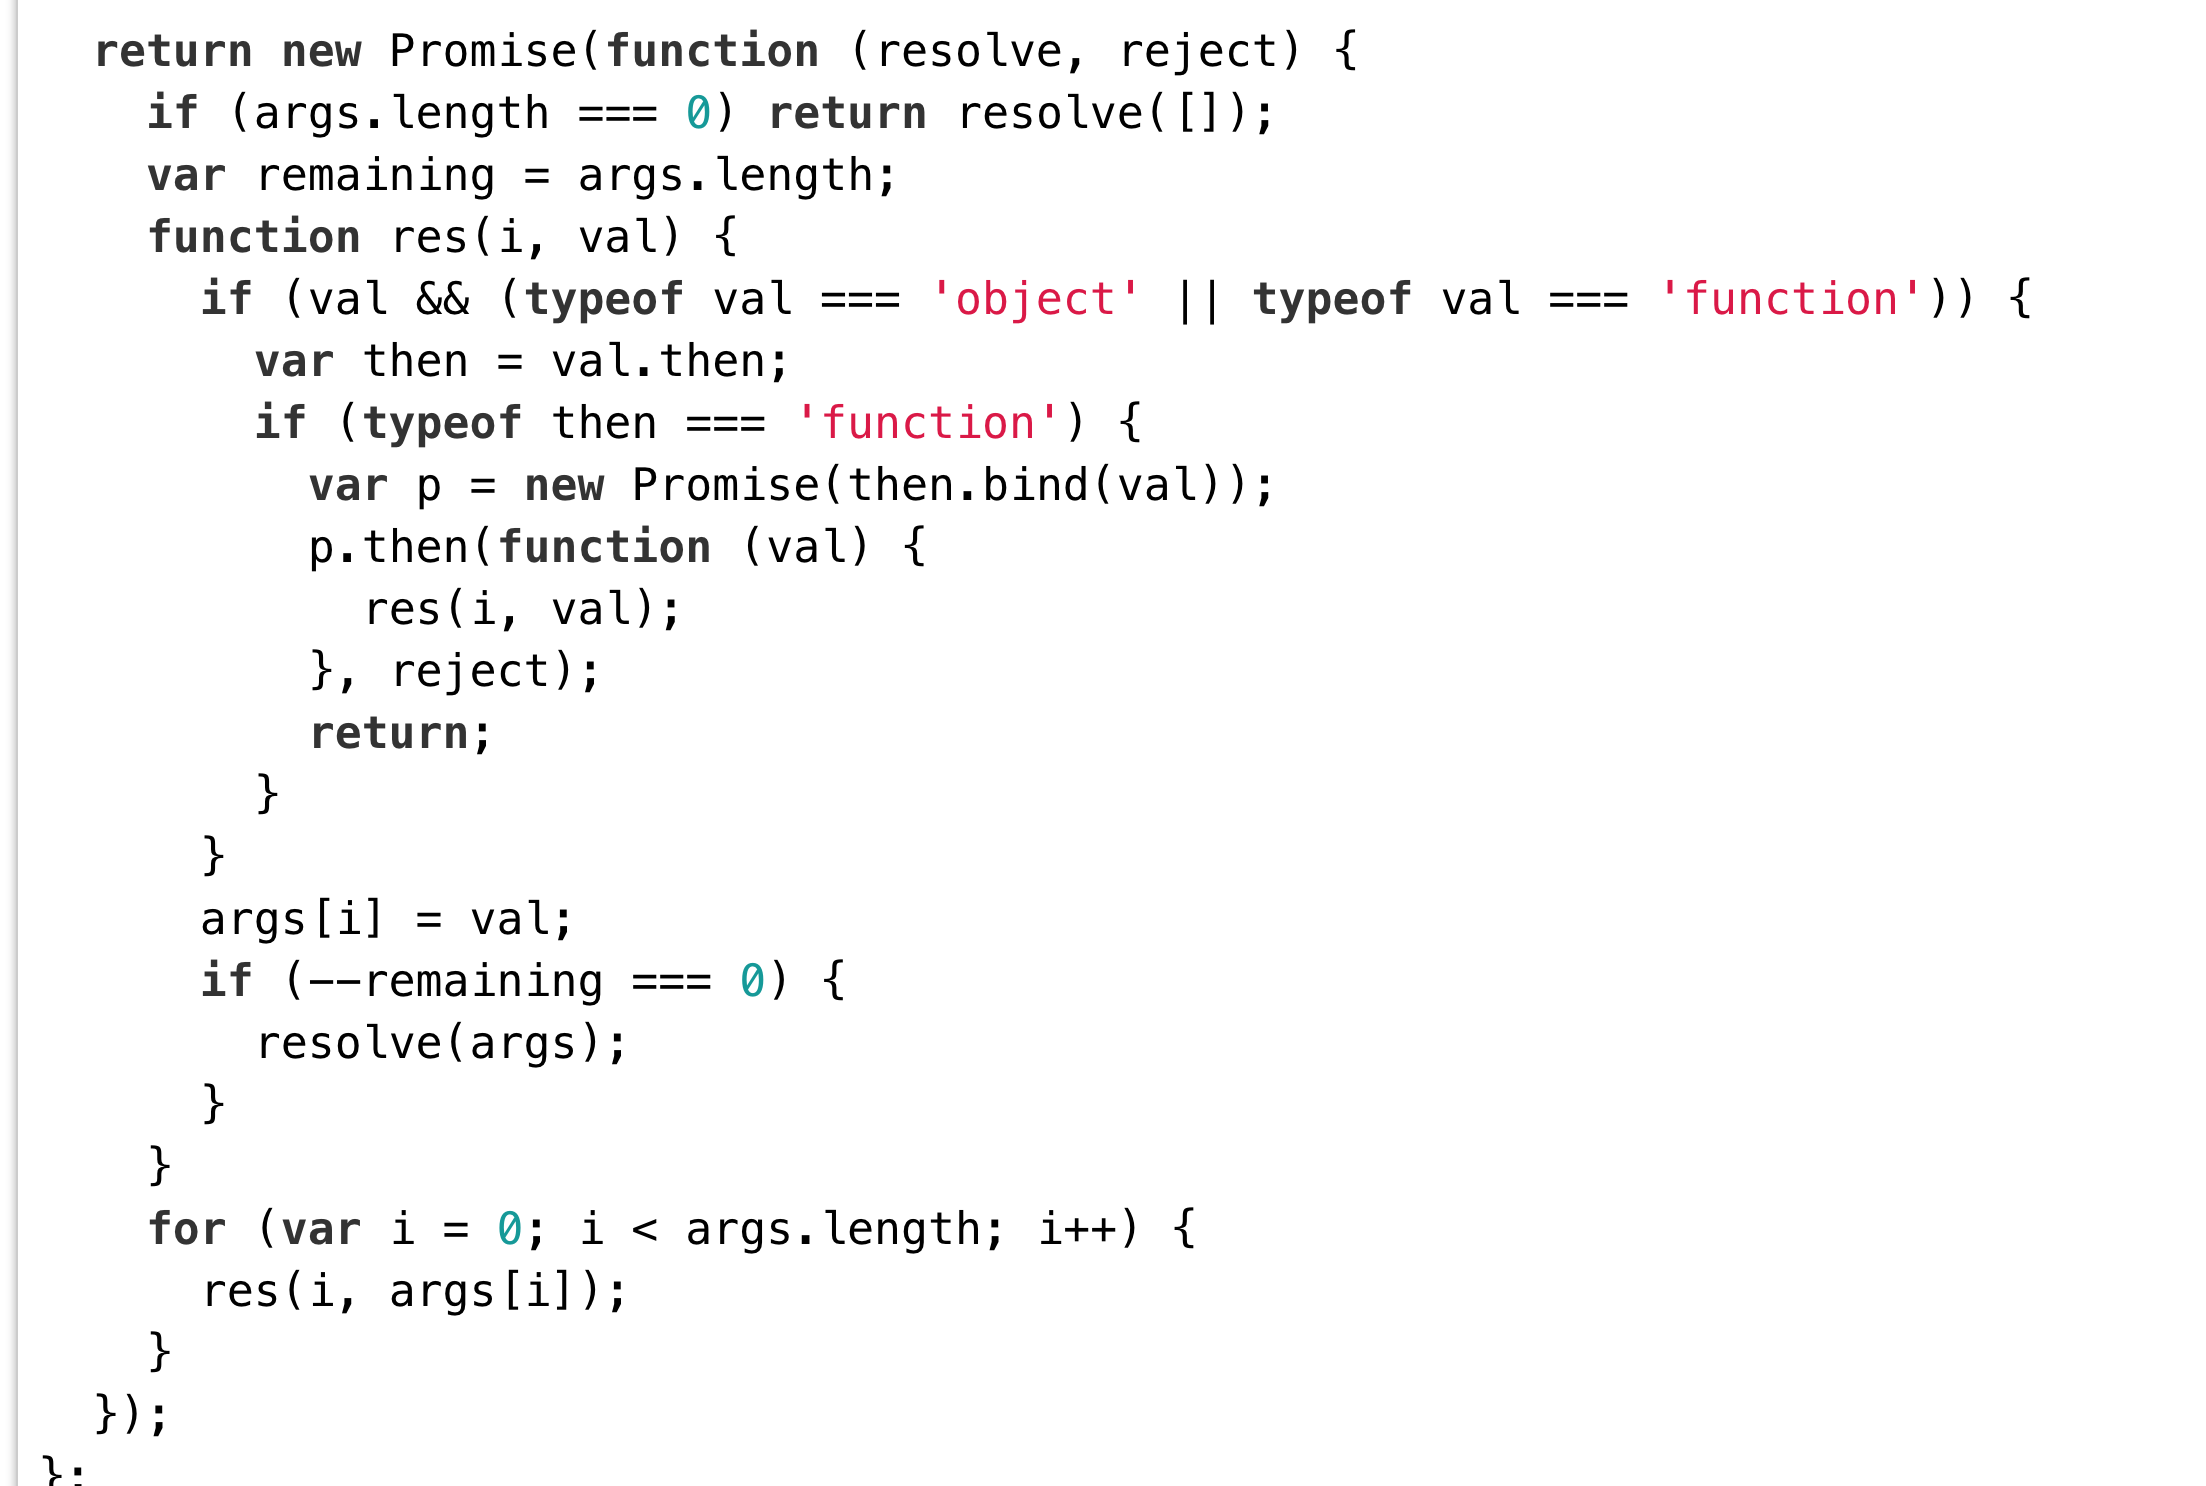 return new Promise(function (resolve, reject) {
if (args.length === 0) return resolve([]);
var remaining = args.length;
function res(i, val) {
if (val && (typeof val === 'object' || typeof val === 'function')) {
var then = val.then;
if (typeof then === 'function') {
var p = new Promise(then.bind(val));
p.then(function (val) {
res(i, val);
}, reject);
return;
}
}
args[i] = val;
if (--remaining === 0) {
resolve(args);
}
}
for (var i = 0; i < args.length; i++) {
res(i, args[i]);
}
});
};